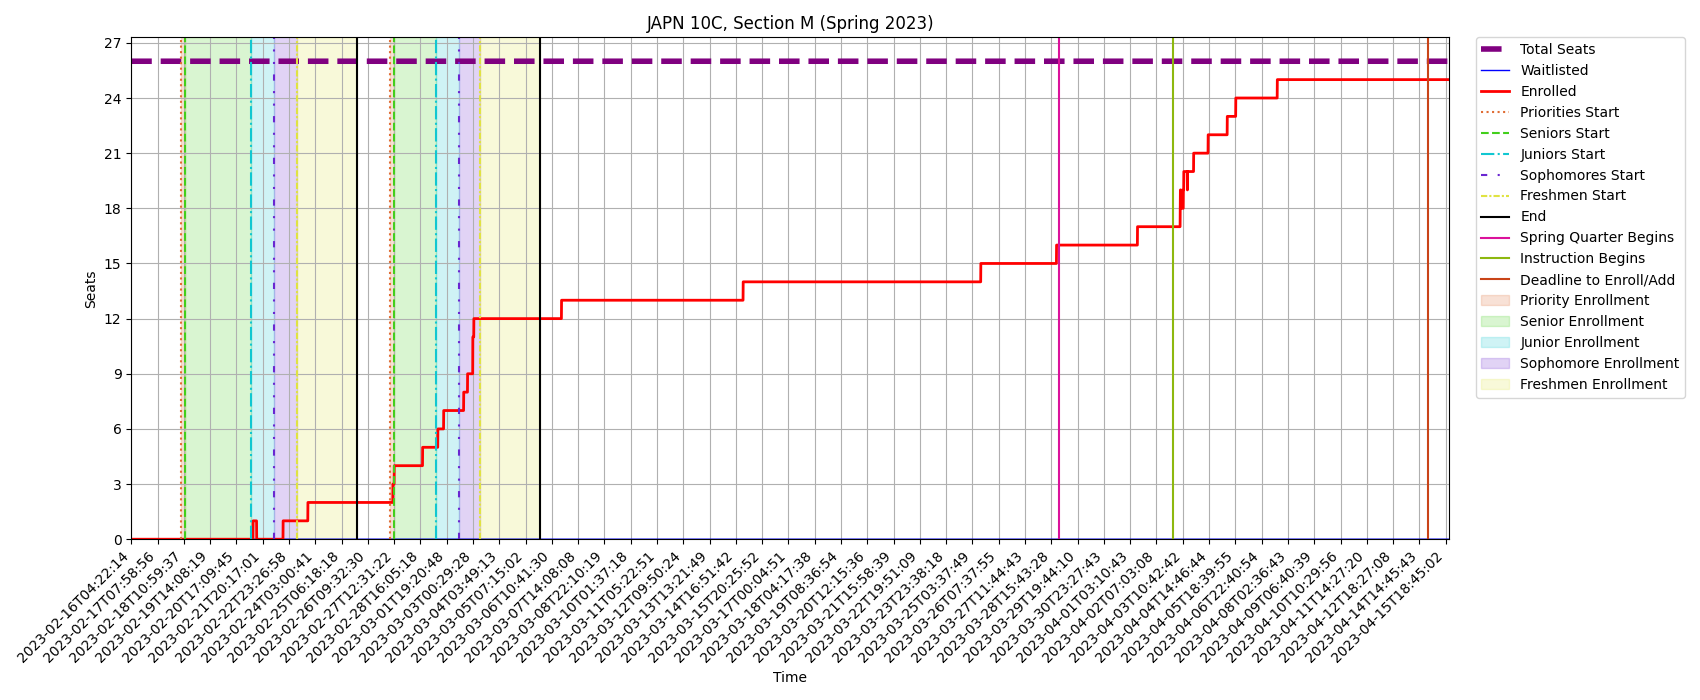 JAPN 10C, Section M (Spring 2023)
27
24
21
18
15
12
9
6
3
0
Seats
2023-02-16T04:22:14
2023-02-17T07:58:56
2023-02-18T10:59:37
2023-02-19T14:08:19
2023-02-20T17:09:45
2023-02-21T20:17:01
2023-02-22T23:26:58
2023-02-24T03:00:41
2023-02-25T06:18:18
2023-02-26T09:32:30
2023-02-27T12:31:22
2023-02-28T16:05:18
2023-03-01T19:20:48
2023-03-03T00:29:28
2023-03-04T03:49:13
2023-03-05T07:15:02
2023-03-06T10:41:30
2023-03-07T14:08:08
2023-03-08T22:10:19
2023-03-10T01:37:18
2023-03-11T05:22:51
2023-03-12T09:50:24
2023-03-13T13:21:49
2023-03-14T16:51:42
2023-03-15T20:25:52
2023-03-17T00:04:51
2023-03-18T04:17:38
2023-03-19T08:36:54
2023-03-20T12:15:36
2023-03-21T15:58:39
2023-03-22T19:51:09
2023-03-23T23:38:18
2023-03-25T03:37:49
2023-03-26T07:37:55
2023-03-27T11:44:43
2023-03-28T15:43:28
2023-03-29T19:44:10
2023-03-30T23:27:43
2023-04-01T03:10:43
2023-04-02T07:03:08
2023-04-03T10:42:42
2023-04-04T14:46:44
2023-04-05T18:39:55
2023-04-06T22:40:54
2023-04-08T02:36:43
2023-04-09T06:40:39
2023-04-10T10:29:56
2023-04-11T14:27:20
2023-04-12T18:27:08
2023-04-14T14:45:43
2023-04-15T18:45:02
Time
Total Seats
Waitlisted
Enrolled
Priorities Start
Seniors Start
Juniors Start
Sophomores Start
Freshmen Start
End
Spring Quarter Begins
Instruction Begins
Deadline to Enroll/Add
Priority Enrollment
Senior Enrollment
Junior Enrollment
Sophomore Enrollment
Freshmen Enrollment